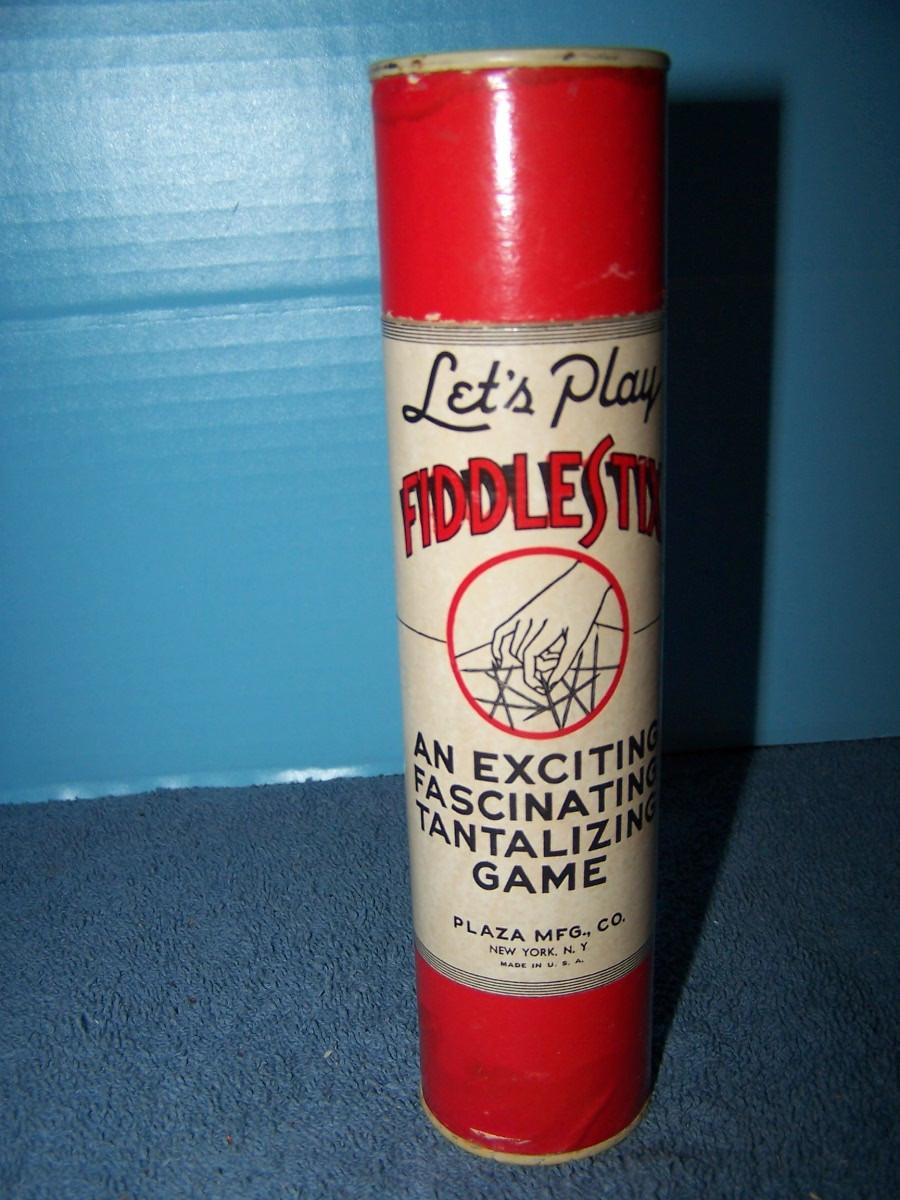 Let's Play
FIDDLESTIX
AN EXCITING
FASCINATING
TANTALIZING
GAME
PLAZA MFG., CO.
NEW YORK, N. Y
MADE IN U. S. A.